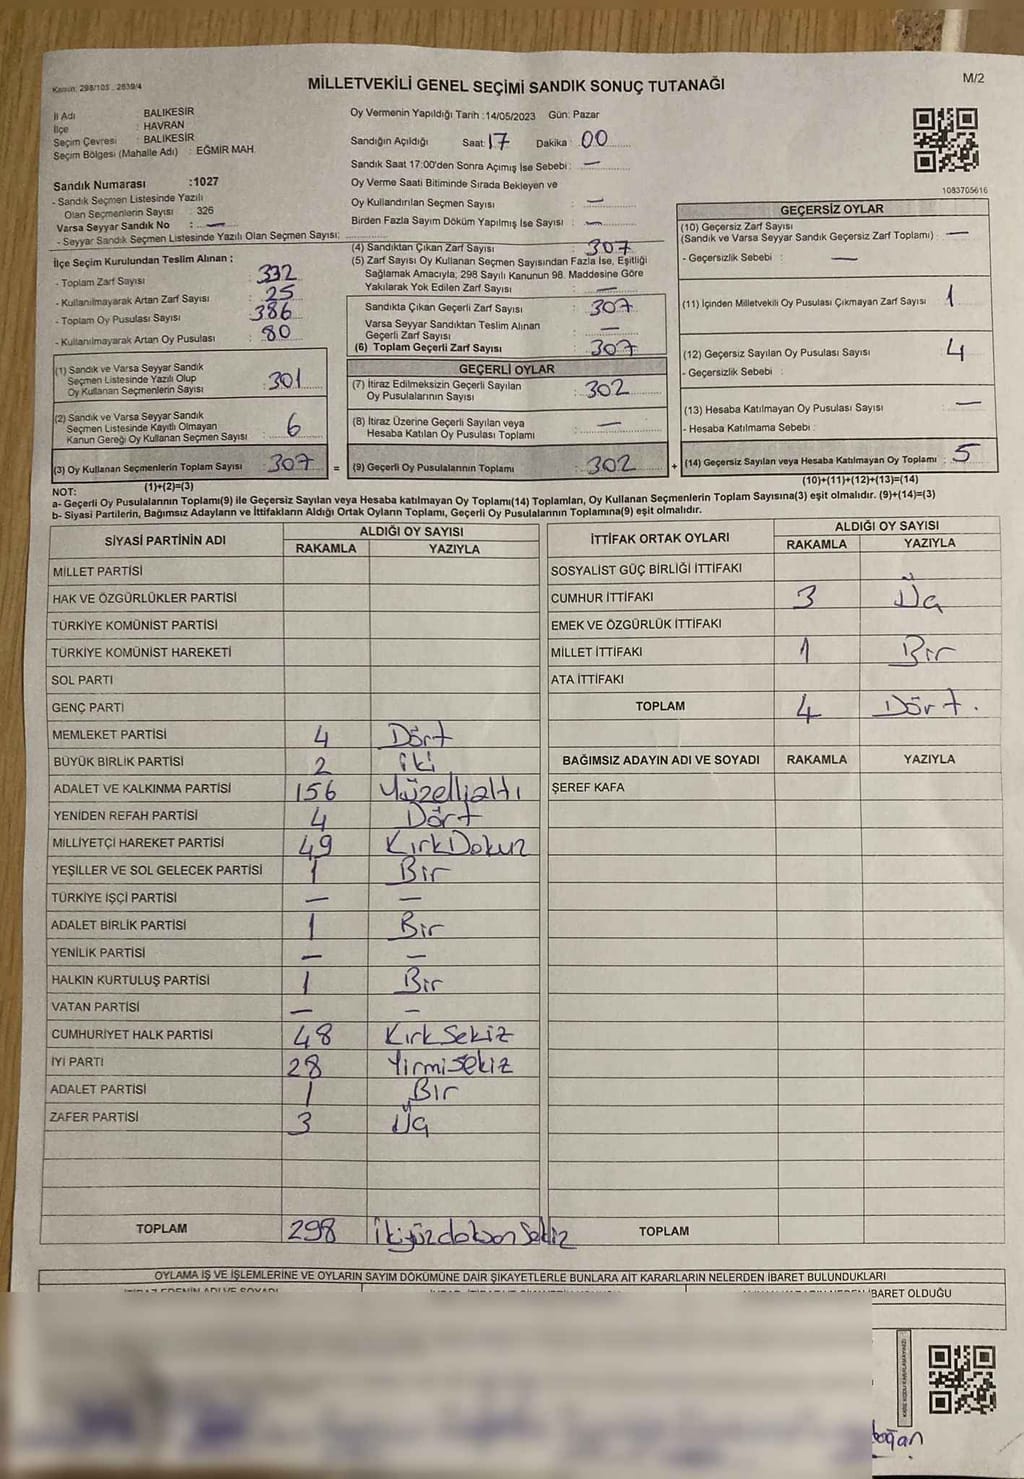 Kanun: 298/105 , 2839/4
MİLLETVEKİLİ GENEL SEÇİMİ SANDIK SONUÇ TUTANAĞI
M/2
İl Adı : BALIKESİR
İlçe : HAVRAN
Seçim Çevresi : BALIKESİR
Seçim Bölgesi (Mahalle Adı) : EĞMİR MAH.
Sandık Numarası :1027
- Sandık Seçmen Listesinde Yazılı
Olan Seçmenlerin Sayısı : 326
Varsa Seyyar Sandık No : —
- Seyyar Sandık Seçmen Listesinde Yazılı Olan Seçmen Sayısı:
Oy Vermenin Yapıldığı Tarih :14/05/2023 Gün: Pazar
Sandığın Açıldığı Saat: 17 Dakika : 00
Sandık Saat 17:00'den Sonra Açımış İse Sebebi : —
Oy Verme Saati Bitiminde Sırada Bekleyen ve
Oy Kullandırılan Seçmen Sayısı : —
Birden Fazla Sayım Döküm Yapılmış İse Sayısı : —
1083705616
İlçe Seçim Kurulundan Teslim Alınan :
- Toplam Zarf Sayısı : 332
- Kullanılmayarak Artan Zarf Sayısı : 25
- Toplam Oy Pusulası Sayısı : 386
- Kullanılmayarak Artan Oy Pusulası : 80
(1) Sandık ve Varsa Seyyar Sandık
Seçmen Listesinde Yazılı Olup
Oy Kullanan Seçmenlerin Sayısı : 301
(2) Sandık ve Varsa Seyyar Sandık
Seçmen Listesinde Kayıtlı Olmayan
Kanun Gereği Oy Kullanan Seçmen Sayısı : 6
(3) Oy Kullanan Seçmenlerin Toplam Sayısı : 307 =
(1)+(2)=(3)
(4) Sandıktan Çıkan Zarf Sayısı : 307
(5) Zarf Sayısı Oy Kullanan Seçmen Sayısından Fazla İse, Eşitliği
Sağlamak Amacıyla; 298 Sayılı Kanunun 98. Maddesine Göre
Yakılarak Yok Edilen Zarf Sayısı : —
Sandıkta Çıkan Geçerli Zarf Sayısı : 307
Varsa Seyyar Sandıktan Teslim Alınan
Geçerli Zarf Sayısı : —
(6) Toplam Geçerli Zarf Sayısı : 307
GEÇERLİ OYLAR
(7) İtiraz Edilmeksizin Geçerli Sayılan
Oy Pusulalarının Sayısı : 302
(8) İtiraz Üzerine Geçerli Sayılan veya
Hesaba Katılan Oy Pusulası Toplamı : —
(9) Geçerli Oy Pusulalarının Toplamı : 302 +
GEÇERSİZ OYLAR
(10) Geçersiz Zarf Sayısı
(Sandık ve Varsa Seyyar Sandık Geçersiz Zarf Toplamı) : —
- Geçersizlik Sebebi : —
(11) İçinden Milletvekili Oy Pusulası Çıkmayan Zarf Sayısı : 1
(12) Geçersiz Sayılan Oy Pusulası Sayısı : 4
- Geçersizlik Sebebi :
(13) Hesaba Katılmayan Oy Pusulası Sayısı : —
- Hesaba Katılmama Sebebi :
(14) Geçersiz Sayılan veya Hesaba Katılmayan Oy Toplamı : 5
(10)+(11)+(12)+(13)=(14)
NOT:
a- Geçerli Oy Pusulalarının Toplamı(9) ile Geçersiz Sayılan veya Hesaba katılmayan Oy Toplamı(14) Toplamları, Oy Kullanan Seçmenlerin Toplam Sayısına(3) eşit olmalıdır. (9)+(14)=(3)
b- Siyasi Partilerin, Bağımsız Adayların ve İttifakların Aldığı Ortak Oyların Toplamı, Geçerli Oy Pusulalarının Toplamına(9) eşit olmalıdır.
SİYASİ PARTİNİN ADI ALDIĞI OY SAYISI
RAKAMLA YAZIYLA
MİLLET PARTİSİ
HAK VE ÖZGÜRLÜKLER PARTİSİ
TÜRKİYE KOMÜNİST PARTİSİ
TÜRKİYE KOMÜNİST HAREKETİ
SOL PARTI
GENÇ PARTI
MEMLEKET PARTİSİ 4 Dört
BÜYÜK BİRLİK PARTİSİ 2 iki
ADALET VE KALKINMA PARTİSİ 156 Yüzellialtı
YENİDEN REFAH PARTİSİ 4 Dört
MİLLİYETÇİ HAREKET PARTİSİ 49 KırkDokuz
YEŞİLLER VE SOL GELECEK PARTİSİ 1 Bir
TÜRKİYE İŞÇİ PARTİSİ — —
ADALET BİRLİK PARTİSİ 1 Bir
YENİLİK PARTİSİ — —
HALKIN KURTULUŞ PARTİSİ 1 Bir
VATAN PARTİSİ — —
CUMHURİYET HALK PARTİSİ 48 KırkSekiz
İYİ PARTİ 28 Yirmisekiz
ADALET PARTİSİ 1 Bir
ZAFER PARTİSİ 3 Üç
TOPLAM 298 ikiyüzdoksansekiz
İTTİFAK ORTAK OYLARI ALDIĞI OY SAYISI
RAKAMLA YAZIYLA
SOSYALIST GÜÇ BİRLİĞİ İTTİFAKI
CUMHUR İTTİFAKI 3 Üç
EMEK VE ÖZGÜRLÜK İTTİFAKI
MİLLET İTTİFAKI 1 Bir
ATA İTTİFAKI
TOPLAM 4 Dört.
BAĞIMSIZ ADAYIN ADI VE SOYADI RAKAMLA YAZIYLA
ŞEREF KAFA
TOPLAM
OYLAMA İŞ VE İŞLEMLERİNE VE OYLARIN SAYIM DÖKÜMÜNE DAİR ŞİKAYETLERLE BUNLARA AİT KARARLARIN NELERDEN İBARET BULUNDUKLARI
İBARET OLDUĞU